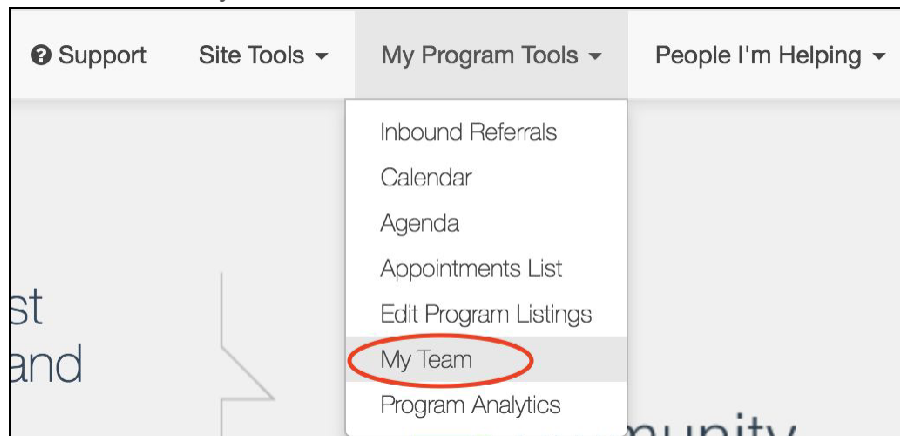 Support Site Tools My Program Tools People I'm Helping
Inbound Referrals
Calendar
Agenda
Appointments List
Edit Program Listings
My Team
Program Analytics
st
and